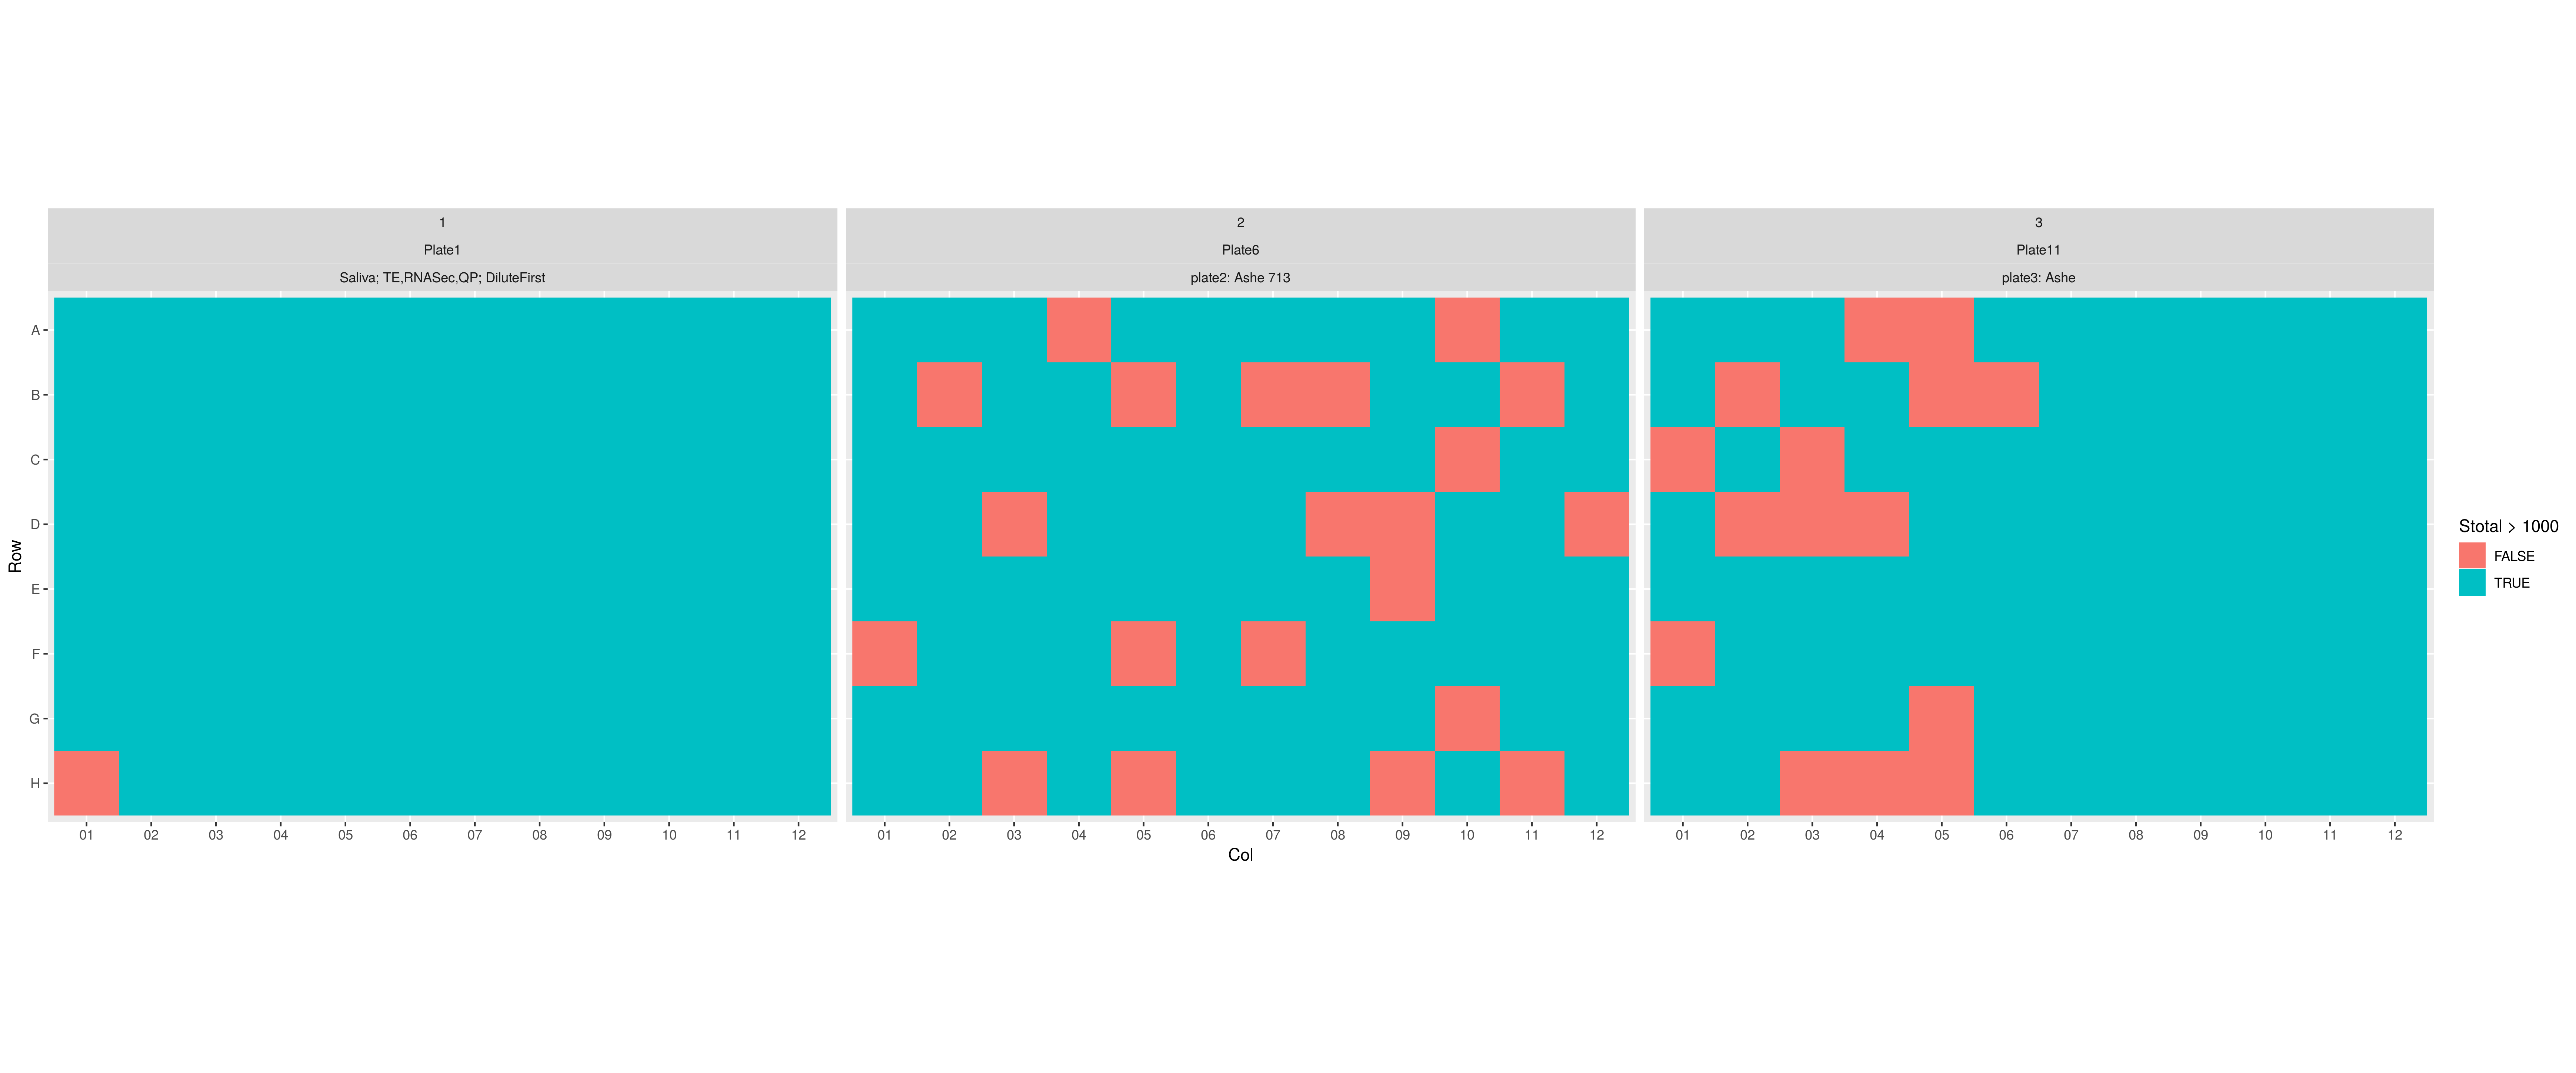 1
Plate1
Saliva; TE,RNASec,QP; DiluteFirst
2
Plate6
plate2: Ashe 713
3
Plate11
plate3: Ashe
Row
A
B
C
D
E
F
G
H
01 02 03 04 05 06 07 08 09 10 11 12
01 02 03 04 05 06 07 08 09 10 11 12
01 02 03 04 05 06 07 08 09 10 11 12
Col
Stotal > 1000
FALSE
TRUE